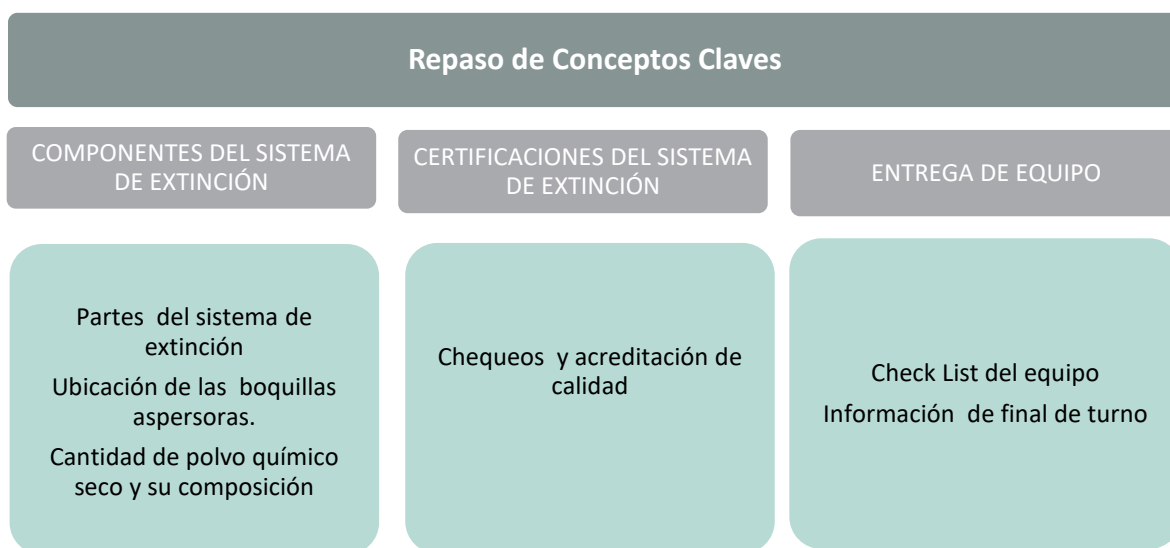 Repaso de Conceptos Claves
COMPONENTES DEL SISTEMA
DE EXTINCIÓN
CERTIFICACIONES DEL SISTEMA
DE EXTINCIÓN
ENTREGA DE EQUIPO
Partes del sistema de
extinción
Ubicación de las boquillas
aspersoras.
Cantidad de polvo químico
seco y su composición
Chequeos y acreditación de
calidad
Check List del equipo
Información de final de turno